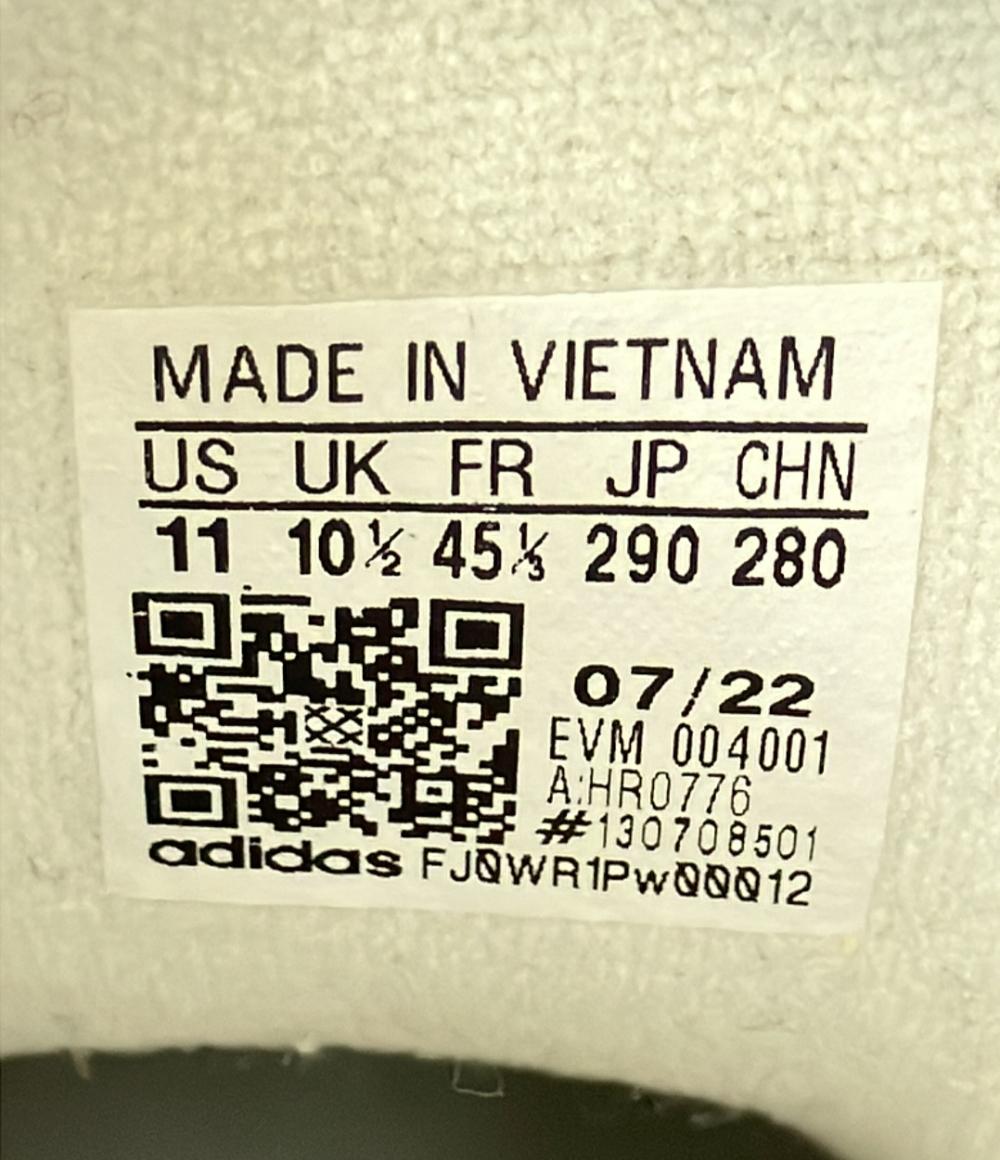 MADE IN VIETNAM
US UK FR JP CHN
11 10½ 45⅓ 290 280
07/22
EVM 004001
A:HR0776
#130708501
adidas FJ0WR1Pw00012